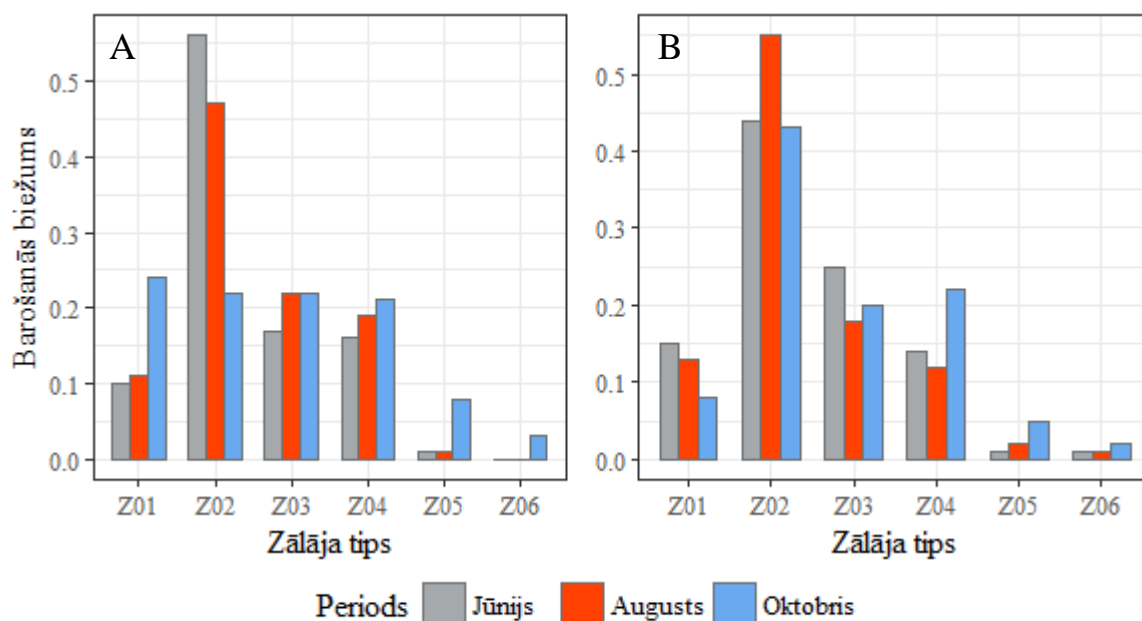 A
B
Barošanās biežums
0.5
0.4
0.3
0.2
0.1
0.0
0.5
0.4
0.3
0.2
0.1
0.0
Z01 Z02 Z03 Z04 Z05 Z06
Z01 Z02 Z03 Z04 Z05 Z06
Zālāja tips
Zālāja tips
Periods Jūnijs Augusts Oktobris